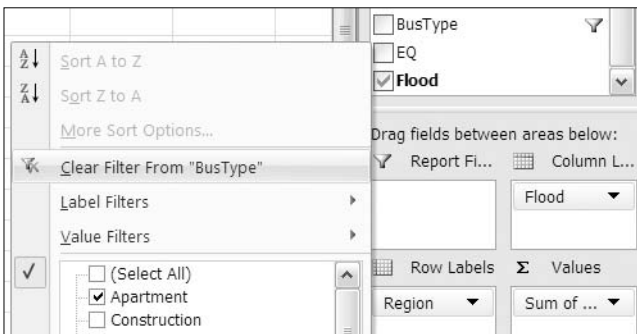 BusType
EQ
Flood
Sort A to Z
Sort Z to A
More Sort Options...
Clear Filter From "BusType"
Label Filters
Value Filters
(Select All)
Apartment
Construction
Drag fields between areas below:
Report Fi...
Column L...
Flood
Row Labels
Σ Values
Region
Sum of ...